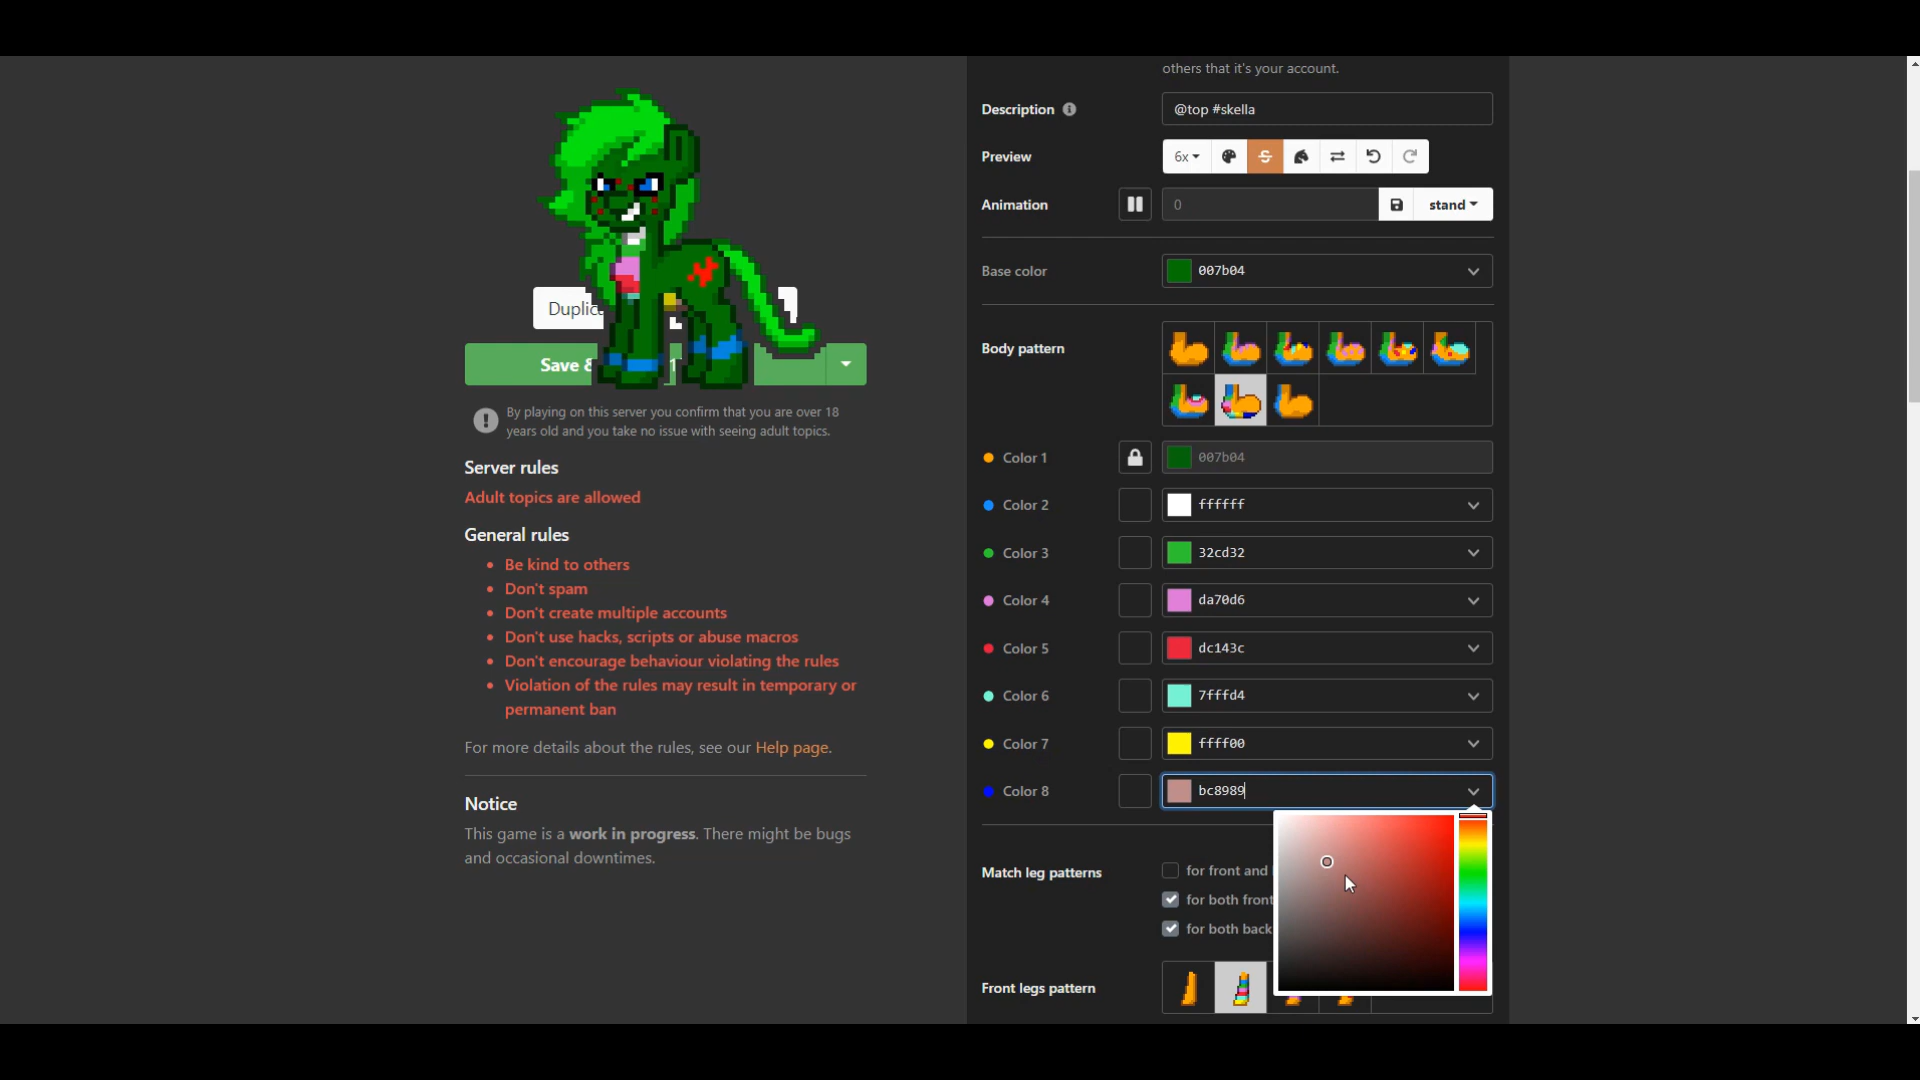 others that it's your account.
Description
@top #skella
Preview
6x
Animation
0
stand
Base color
007b04
Body pattern
Color 1
007b04
Color 2
ffffff
Color 3
32cd32
Color 4
da70d6
Color 5
dc143c
Color 6
7fffd4
Color 7
ffff00
Color 8
bc8989
Match leg patterns
for front and
for both front
for both back
Front legs pattern
Duplic
Save &
By playing on this server you confirm that you are over 18
years old and you take no issue with seeing adult topics.
Server rules
Adult topics are allowed
General rules
Be kind to others
Don't spam
Don't create multiple accounts
Don't use hacks, scripts or abuse macros
Don't encourage behaviour violating the rules
Violation of the rules may result in temporary or
permanent ban
For more details about the rules, see our Help page.
Notice
This game is a work in progress. There might be bugs
and occasional downtimes.